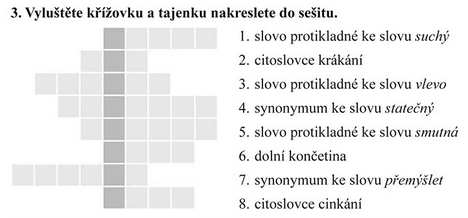 3. Vyluštěte křížovku a tajenku nakreslete do sešitu.
1. slovo protikladné ke slovu suchý
2. citoslovce krákání
3. slovo protikladné ke slovu vlevo
4. synonymum ke slovu statečný
5. slovo protikladné ke slovu smutná
6. dolní končetina
7. synonymum ke slovu přemýšlet
8. citoslovce cinkání